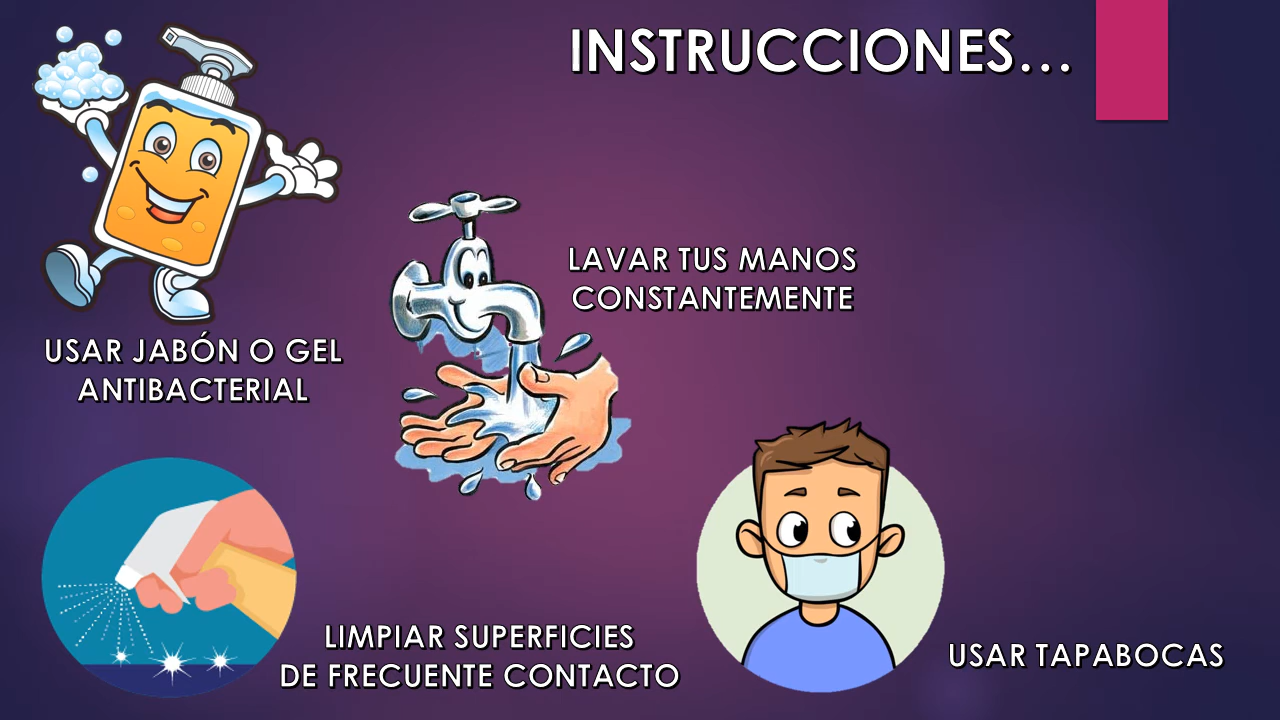 INSTRUCCIONES...
LAVAR TUS MANOS
CONSTANTEMENTE
USAR JABÓN O GEL
ANTIBACTERIAL
LIMPIAR SUPERFICIES
DE FRECUENTE CONTACTO
USAR TAPABOCAS